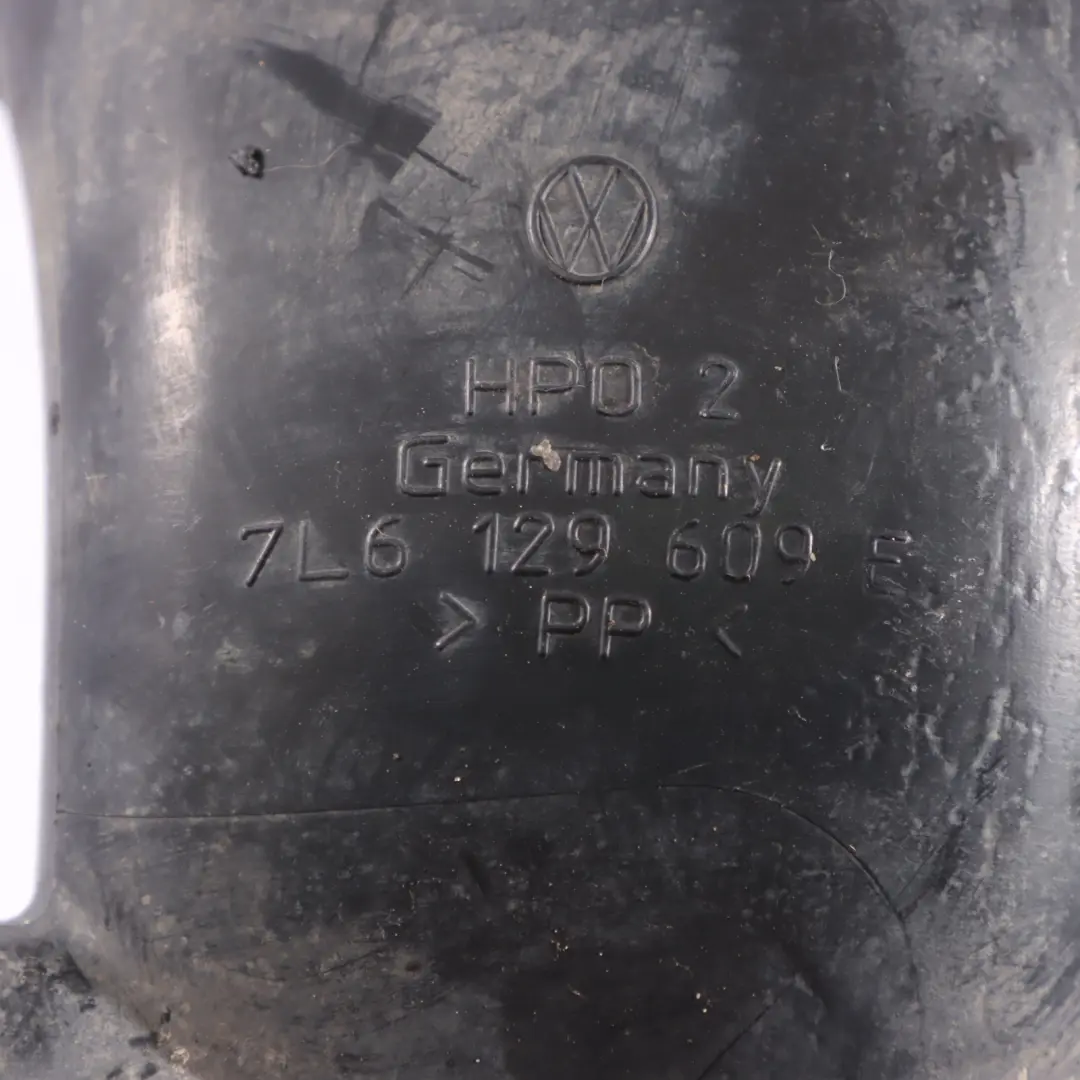 HPO 2
Germany
7L6 129 609 E
> PP <